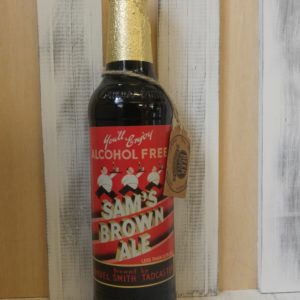 You'll Enjoy
ALCOHOL FREE
SAM'S
BROWN
ALE
Brewed by
SAMUEL SMITH TADCASTER